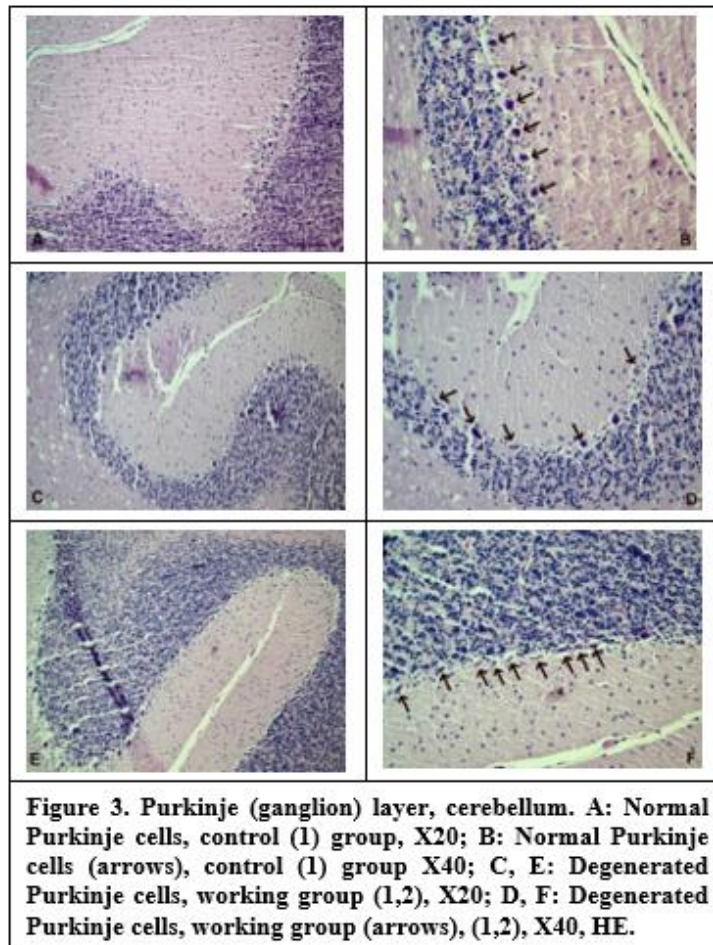 A
B
C
D
E
F
Figure 3. Purkinje (ganglion) layer, cerebellum. A: Normal
Purkinje cells, control (1) group, X20; B: Normal Purkinje
cells (arrows), control (1) group X40; C, E: Degenerated
Purkinje cells, working group (1,2), X20; D, F: Degenerated
Purkinje cells, working group (arrows), (1,2), X40, HE.